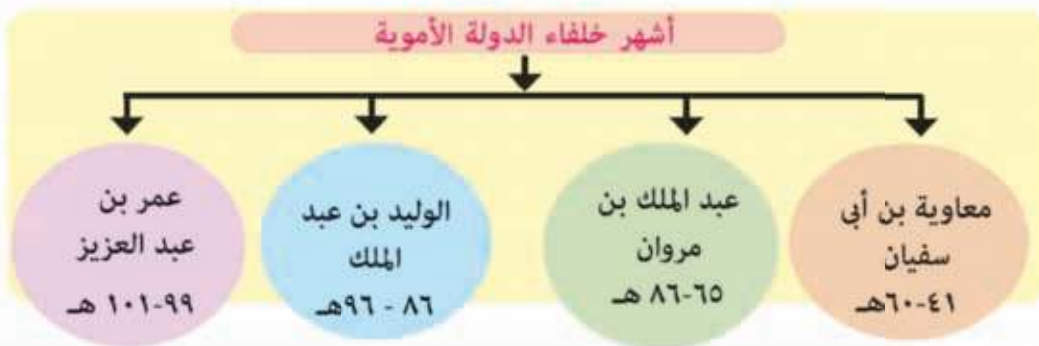 أشهر خلفاء الدولة الأموية
معاوية بن أبى
سفيان
٤١-٦٠هـ
عبد الملك بن
مروان
٦٥-٨٦ هـ
الوليد بن عبد
الملك
٨٦ - ٩٦هـ
عمر بن
عبد العزيز
٩٩-١٠١ هـ